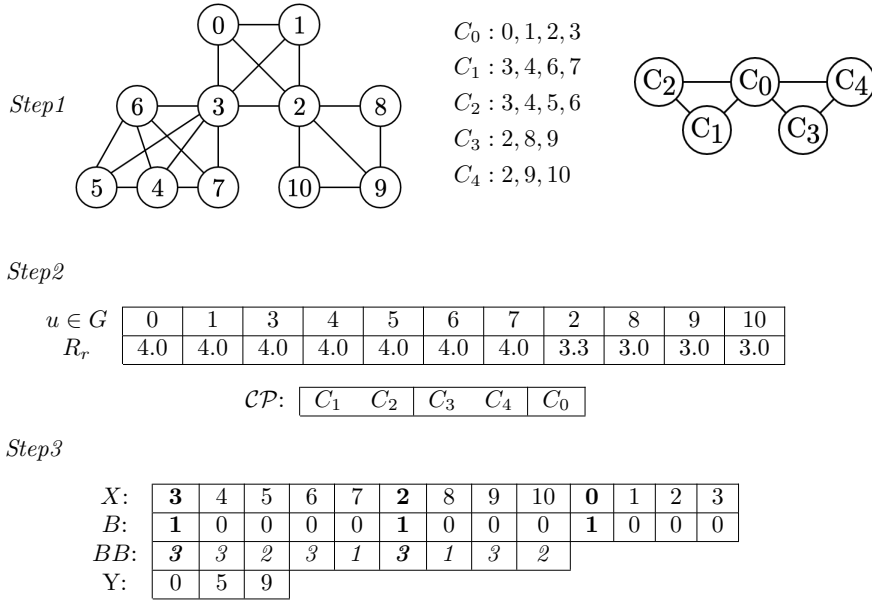 0 1
Step1 6 3 2 8
5 4 7 10 9
C₀ : 0, 1, 2, 3
C₁ : 3, 4, 6, 7
C₂ : 3, 4, 5, 6
C₃ : 2, 8, 9
C₄ : 2, 9, 10
C₂ C₀ C₄
C₁ C₃
Step2
u ∈ G 0 1 3 4 5 6 7 2 8 9 10
Rᵣ 4.0 4.0 4.0 4.0 4.0 4.0 4.0 3.3 3.0 3.0 3.0
CP: C₁ C₂ C₃ C₄ C₀
Step3
X: 3 4 5 6 7 2 8 9 10 0 1 2 3
B: 1 0 0 0 0 1 0 0 0 1 0 0 0
BB: 3 3 2 3 1 3 1 3 2
Y: 0 5 9